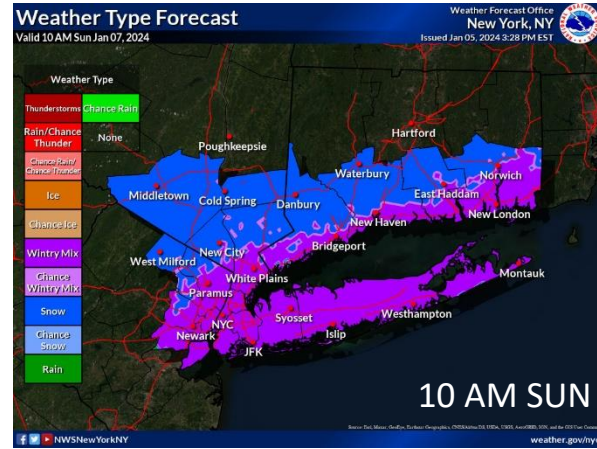 Weather Type Forecast
Valid 10 AM Sun Jan 07, 2024
Weather Forecast Office
New York, NY
Issued Jan 05, 2024 3:28 PM EST
Weather Type
Thunderstorms
Chance Rain
Rain/Chance
Thunder
None
Chance Rain/
Chance Thunder
Ice
Chance Ice
Wintry Mix
Chance
Wintry Mix
Snow
Chance
Snow
Rain
Poughkeepsie
Hartford
Waterbury
Norwich
Middletown
Cold Spring
Danbury
East Haddam
New London
New Haven
Bridgeport
New City
West Milford
White Plains
Montauk
Paramus
NYC
Syosset
Westhampton
Newark
Islip
JFK
10 AM SUN
NWSNewYorkNY
weather.gov/nyc